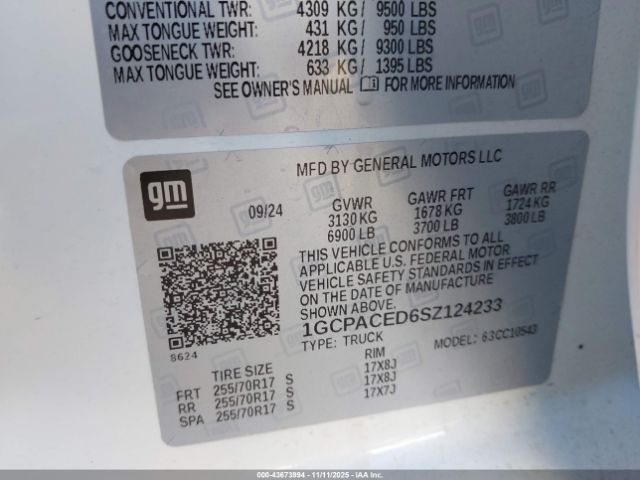 CONVENTIONAL TWR: 4309 KG/ 9500 LBS
MAX TONGUE WEIGHT: 431 KG/ 950 LBS
GOOSENECK TWR: 4218 KG/ 9300 LBS
MAX TONGUE WEIGHT: 633 KG/ 1395 LBS
SEE OWNER'S MANUAL FOR MORE INFORMATION
gm
MFD BY GENERAL MOTORS LLC
09/24 GVWR GAWR FRT GAWR RR
3130 KG 1678 KG 1724 KG
6900 LB 3700 LB 3800 LB
THIS VEHICLE CONFORMS TO ALL
APPLICABLE U.S. FEDERAL MOTOR
VEHICLE SAFETY STANDARDS IN EFFECT
ON THE DATE OF MANUFACTURE
SHOWN ABOVE.
1GCPACED6SZ124233
TYPE: TRUCK MODEL: 63CC10543
8624
TIRE SIZE RIM
FRT 255/70R17 S 17X8J
RR 255/70R17 S 17X8J
SPA 255/70R17 S 17X7J
000-43673994 - 11/11/2025 - IAAI.com